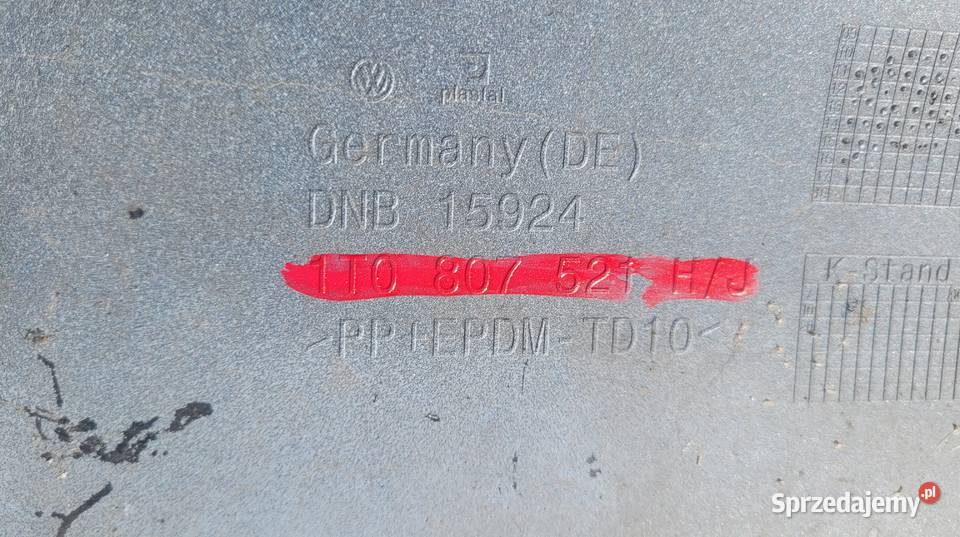 plastal
Germany(DE)
DNB 15924
1T0 807 521 H/J
>PP+EPDM-TD10<
K-Stand
Sprzedajemy.pl